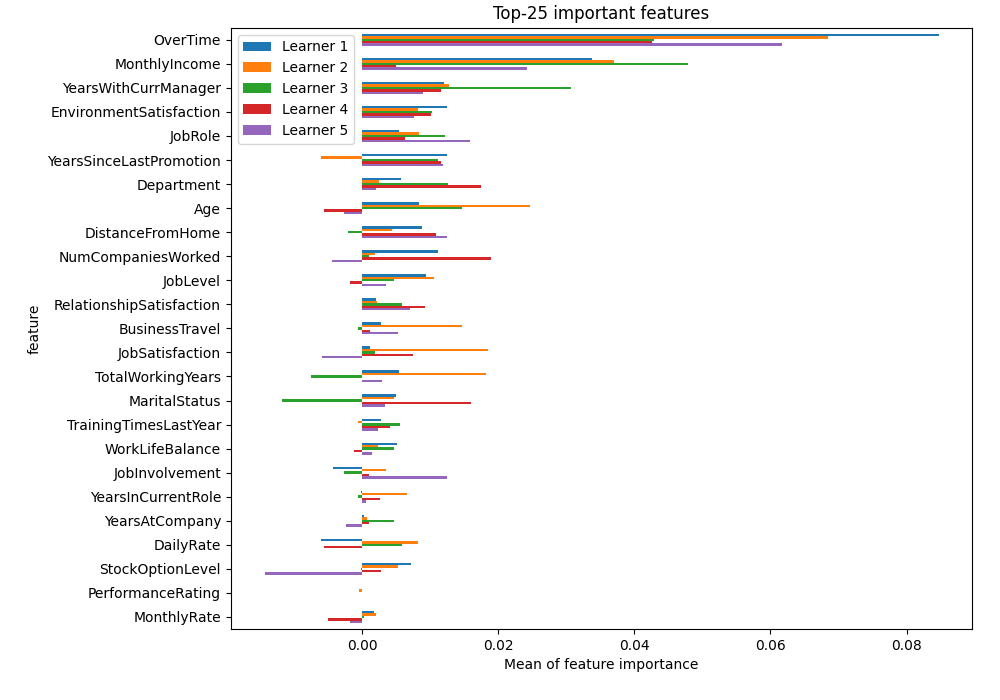 Top-25 important features
Learner 1
Learner 2
Learner 3
Learner 4
Learner 5
OverTime
MonthlyIncome
YearsWithCurrManager
EnvironmentSatisfaction
JobRole
YearsSinceLastPromotion
Department
Age
DistanceFromHome
NumCompaniesWorked
JobLevel
RelationshipSatisfaction
BusinessTravel
JobSatisfaction
TotalWorkingYears
MaritalStatus
TrainingTimesLastYear
WorkLifeBalance
JobInvolvement
YearsInCurrentRole
YearsAtCompany
DailyRate
StockOptionLevel
PerformanceRating
MonthlyRate
feature
0.00 0.02 0.04 0.06 0.08
Mean of feature importance